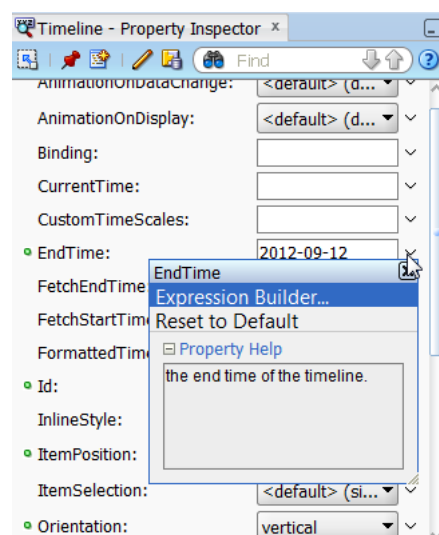 Timeline - Property Inspector ×
Find
AnimationOnDataChange: <default> (d...
AnimationOnDisplay: <default> (d...
Binding:
CurrentTime:
CustomTimeScales:
EndTime: 2012-09-12
EndTime
FetchEndTime
Expression Builder...
FetchStartTim
Reset to Default
FormattedTime
Property Help
Id:
the end time of the timeline.
InlineStyle:
ItemPosition:
ItemSelection: <default> (si...
Orientation: vertical